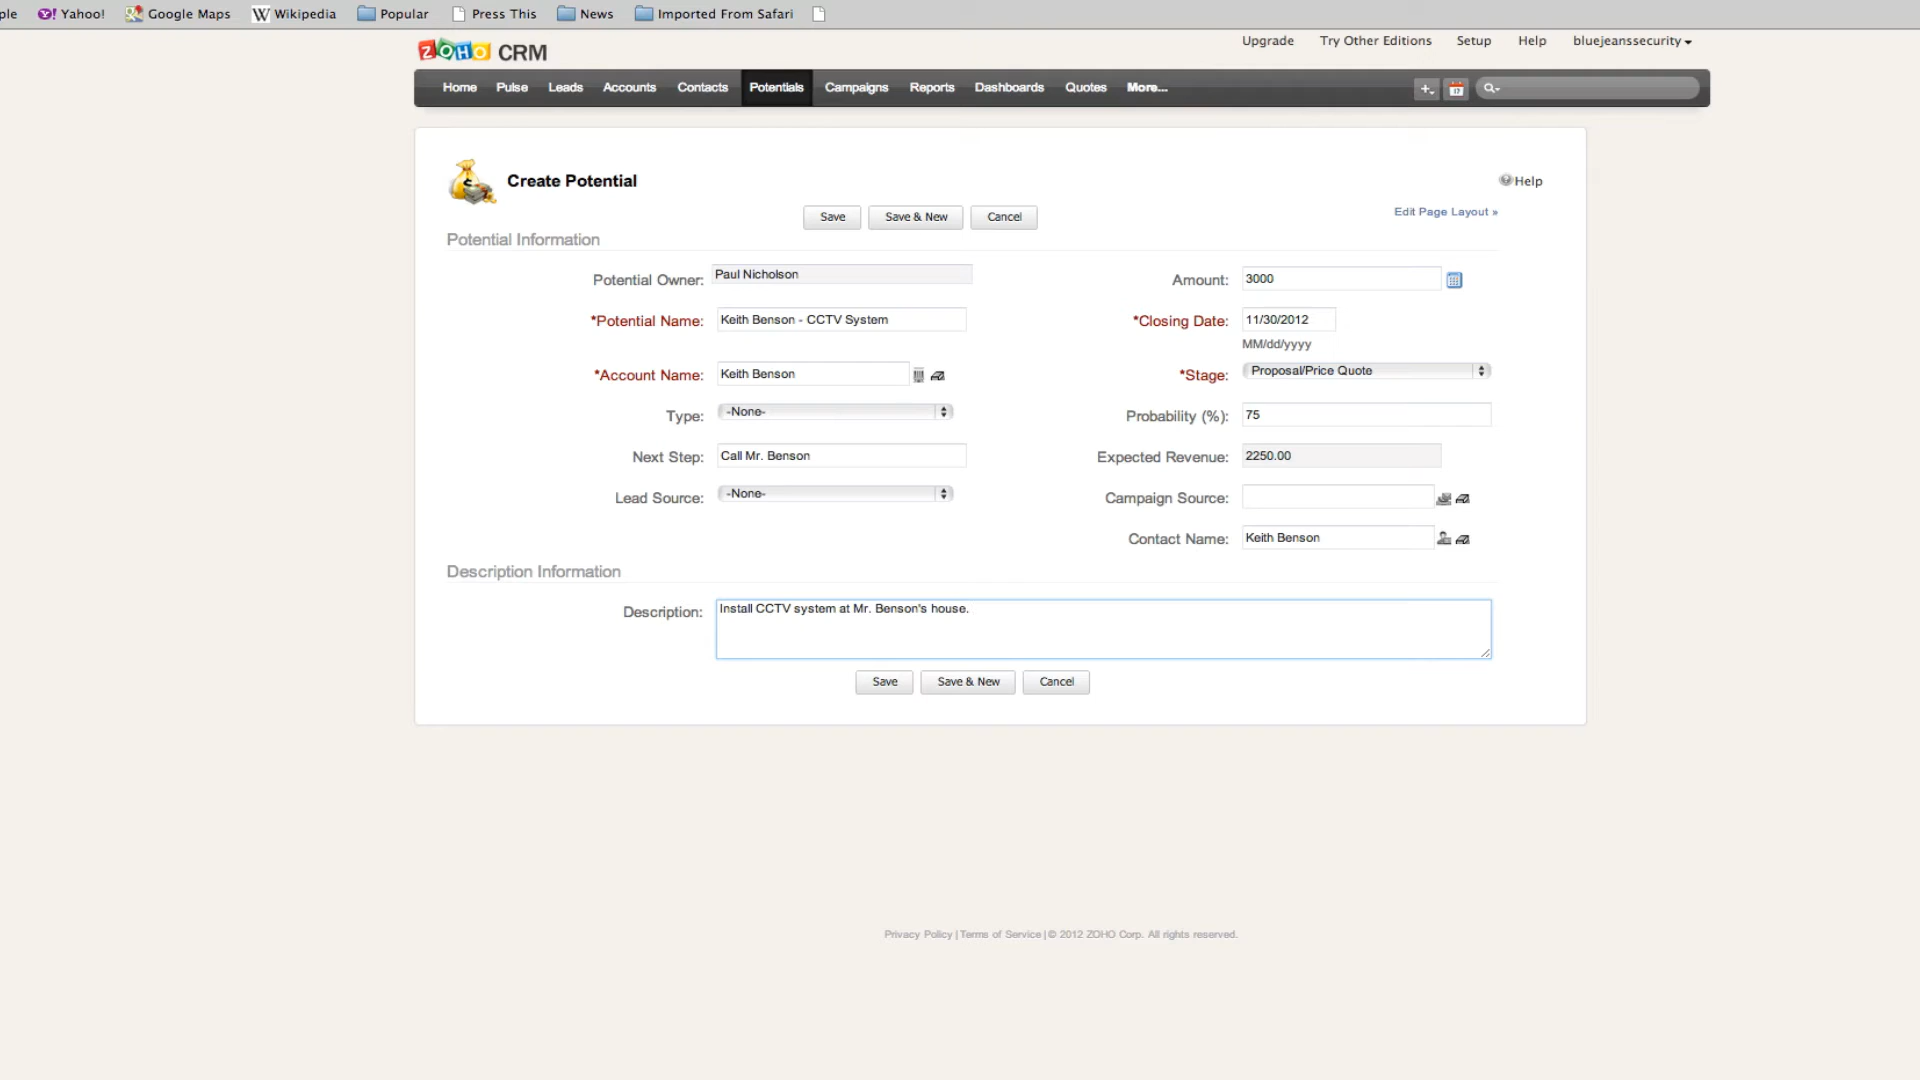 ple Yahoo! Google Maps W Wikipedia Popular Press This News Imported From Safari
ZOHO CRM
Upgrade Try Other Editions Setup Help bluejeanssecurity
Home Pulse Leads Accounts Contacts Potentials Campaigns Reports Dashboards Quotes More...
Create Potential
Help
Save Save & New Cancel
Edit Page Layout »
Potential Information
Potential Owner: Paul Nicholson
Amount: 3000
*Potential Name: Keith Benson - CCTV System
*Closing Date: 11/30/2012
MM/dd/yyyy
*Account Name: Keith Benson
*Stage: Proposal/Price Quote
Type: -None-
Probability (%): 75
Next Step: Call Mr. Benson
Expected Revenue: 2250.00
Lead Source: -None-
Campaign Source:
Contact Name: Keith Benson
Description Information
Description: Install CCTV system at Mr. Benson's house.
Save Save & New Cancel
Privacy Policy | Terms of Service | © 2012 ZOHO Corp. All rights reserved.